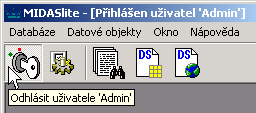 MIDASlite - [Přihlášen uživatel 'Admin']
Databáze Datové objekty Okno Nápověda
DS DS
Odhlásit uživatele 'Admin'